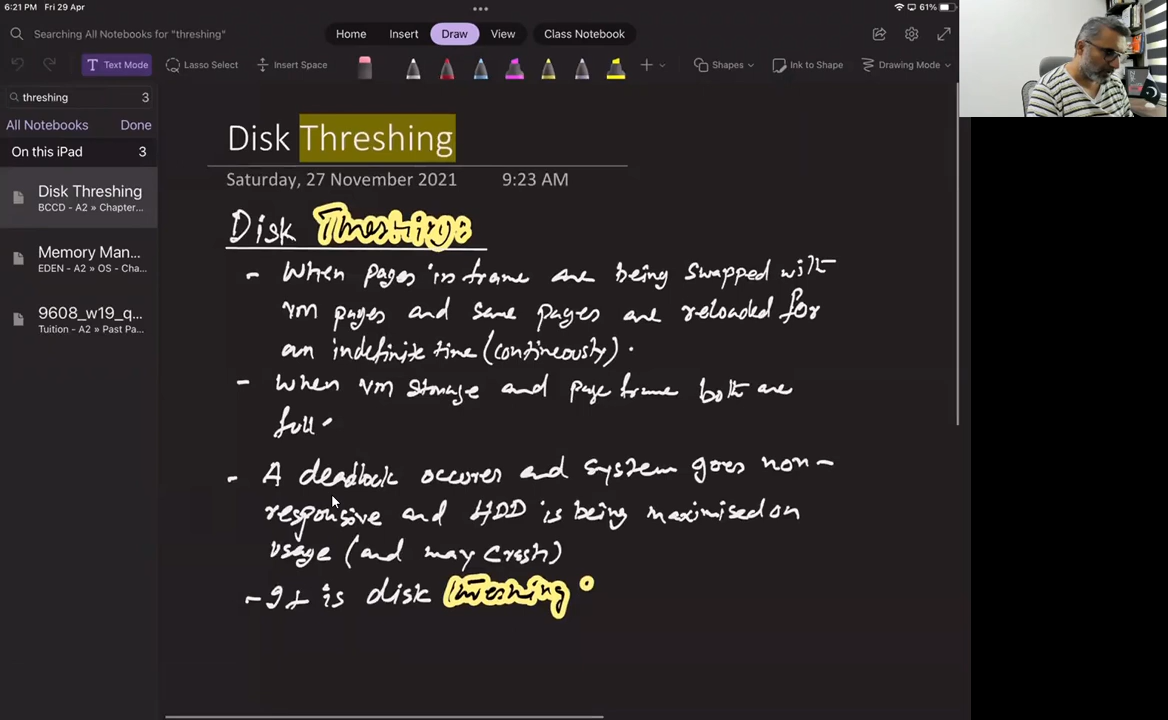 6:21 PM Fri 29 Apr
61%
Searching All Notebooks for "threshing"
Home Insert Draw View Class Notebook
Text Mode Lasso Select Insert Space Shapes Ink to Shape Drawing Mode
threshing 3
All Notebooks Done
On this iPad 3
Disk Threshing
BCCD - A2 » Chapter...
Memory Man...
EDEN - A2 » OS - Cha...
9608_w19_q...
Tuition - A2 » Past Pa...
Disk Threshing
Saturday, 27 November 2021 9:23 AM
Disk Threshing:
- When pages in frame are being swapped with
VM pages and same pages are reloaded for
an indefinite time (contineously).
- When VM storage and page frame both are
full.
- A deadlock occures and system goes non-
responsive and HDD is being maximised on
usage (and may crash)
- It is disk threshing.